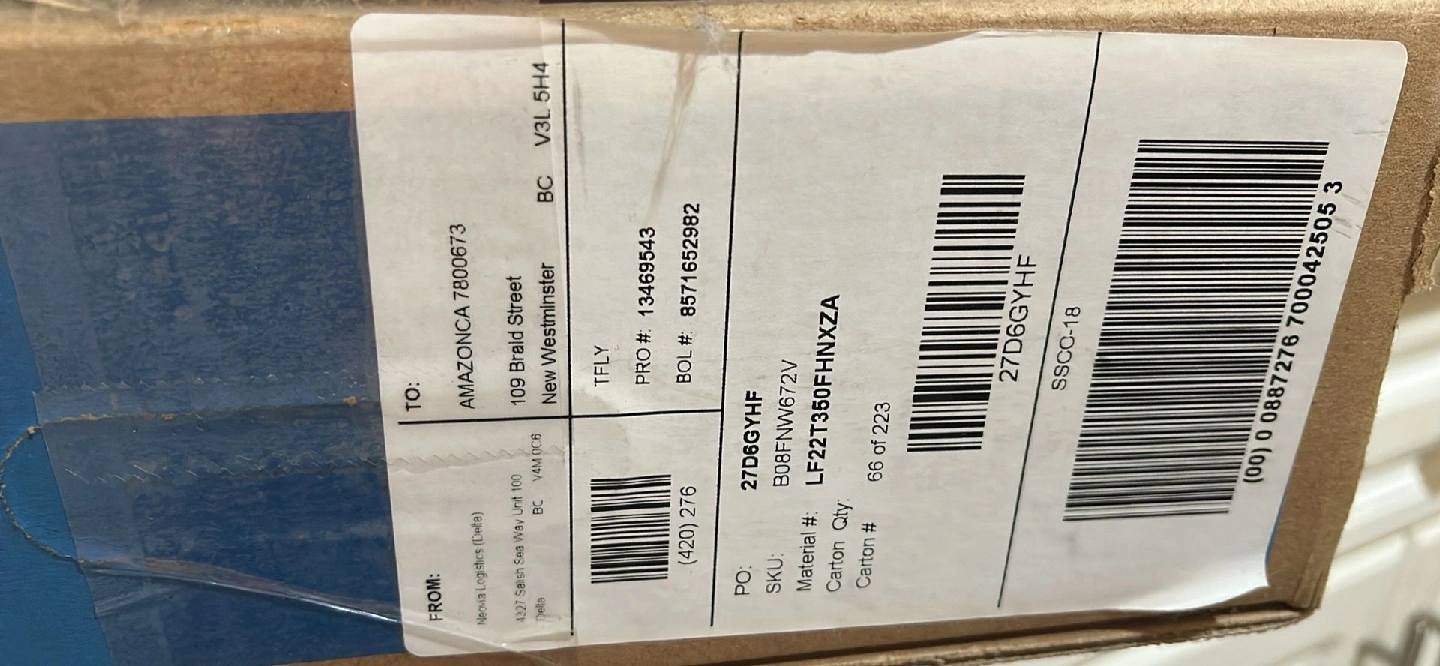 FROM:
Neovia Logistics (Delta)
4327 Salish Sea Way Unit 100
Delta BC V4M 0C6
TO:
AMAZONCA 7800673
109 Braid Street
New Westminster BC V3L 5H4
(420) 276
TFLY
PRO #: 13469543
BOL #: 8571652982
PO: 27D6GYHF
SKU: B08FNW672V
Material #: LF22T350FHNXZA
Carton Qty:
Carton # 66 of 223
27D6GYHF
SSCC-18
(00) 0 0887276 700042505 3